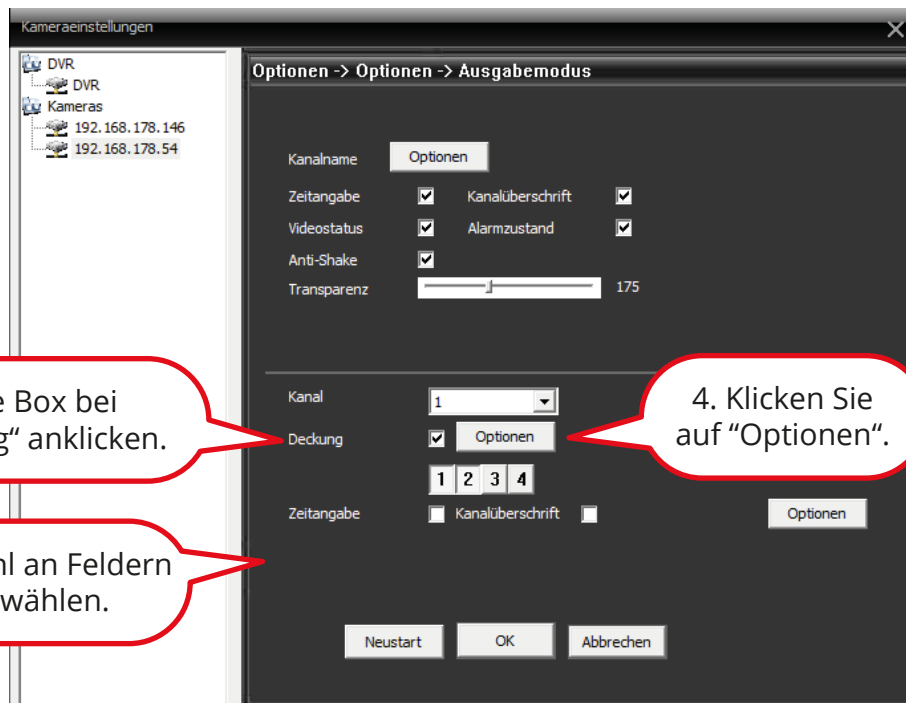 Kameraeinstellungen
DVR
DVR
Kameras
192.168.178.146
192.168.178.54
Optionen -> Optionen -> Ausgabemodus
Kanalname Optionen
Zeitangabe Kanalüberschrift
Videostatus Alarmzustand
Anti-Shake
Transparenz 175
Kanal 1
Deckung Optionen
1 2 3 4
Zeitangabe Kanalüberschrift Optionen
Neustart OK Abbrechen
Box bei
anklicken.
an Feldern
wählen.
4. Klicken Sie
auf “Optionen“.